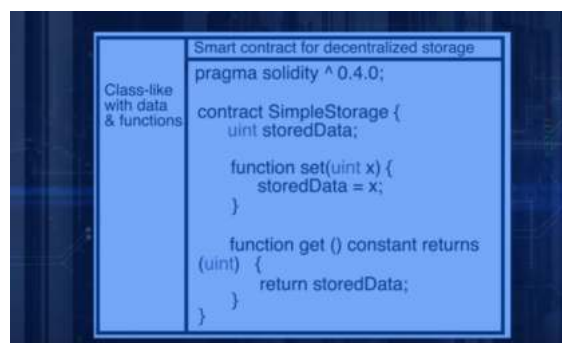 Smart contract for decentralized storage
Class-like
with data
& functions
pragma solidity ^ 0.4.0;
contract SimpleStorage {
uint storedData;
function set(uint x) {
storedData = x;
}
function get () constant returns
(uint) {
return storedData;
}
}